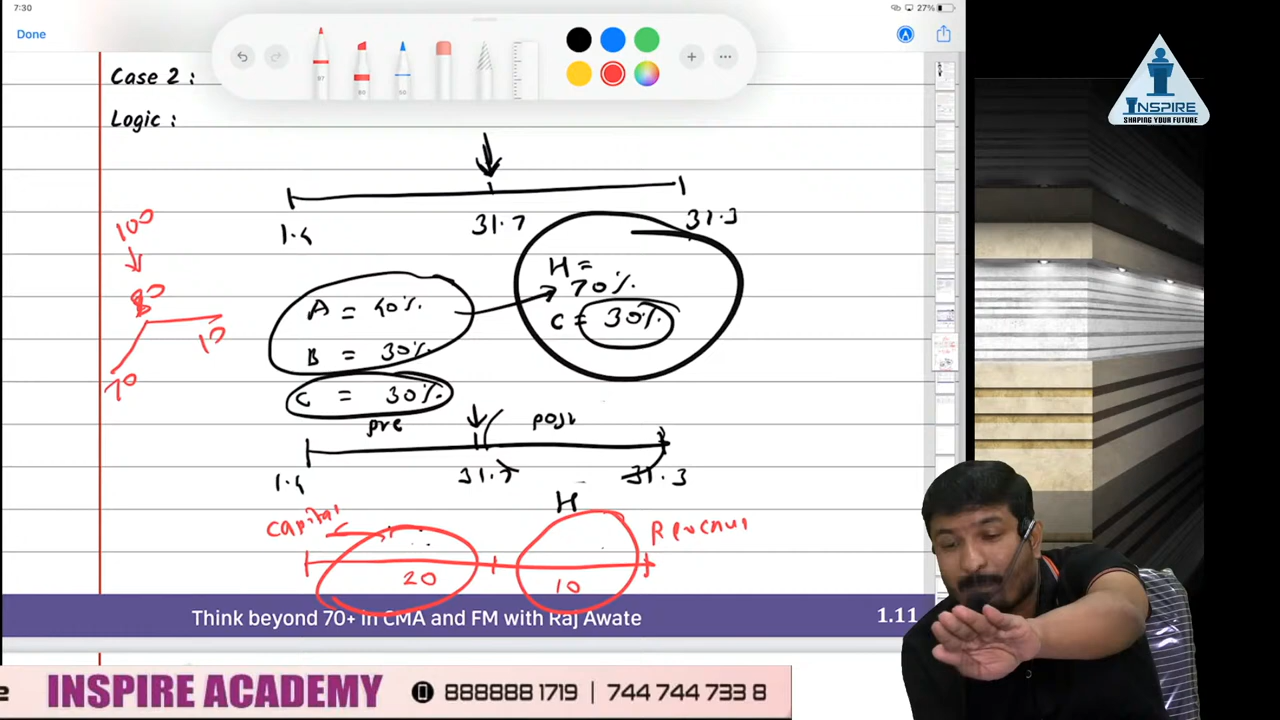 7:30
27%
Done
Case 2 :
Logic :
INSPIRE
SHAPING YOUR FUTURE
1.4
31.7
31.3
100
80
10
70
H =
70%
C = 30%
A = 40%
B = 30%
C = 30%
pre
post
1.4
31.7
31.3
H
Capital
Revenue
20
10
Think beyond 70+ in CMA and FM with Raj Awate
1.11
INSPIRE ACADEMY
888888 1719 | 744 744 733 8